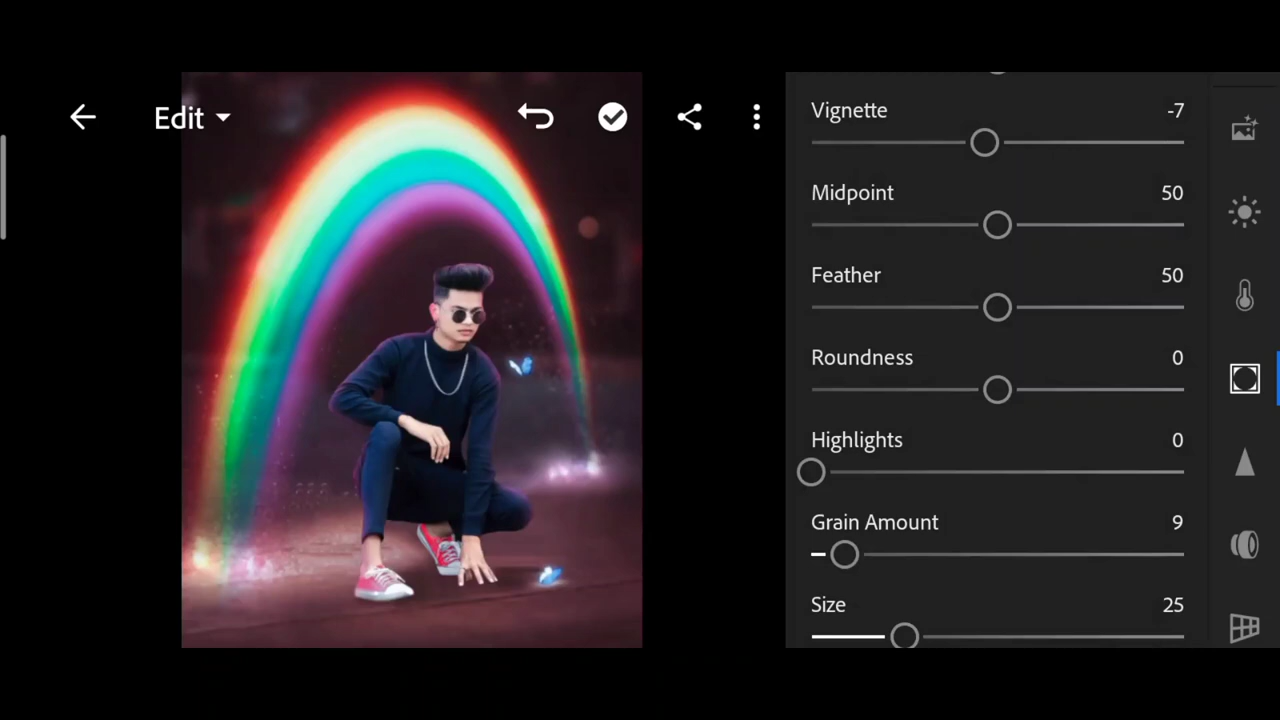 Edit
Vignette -7
Midpoint 50
Feather 50
Roundness 0
Highlights 0
Grain Amount 9
Size 25